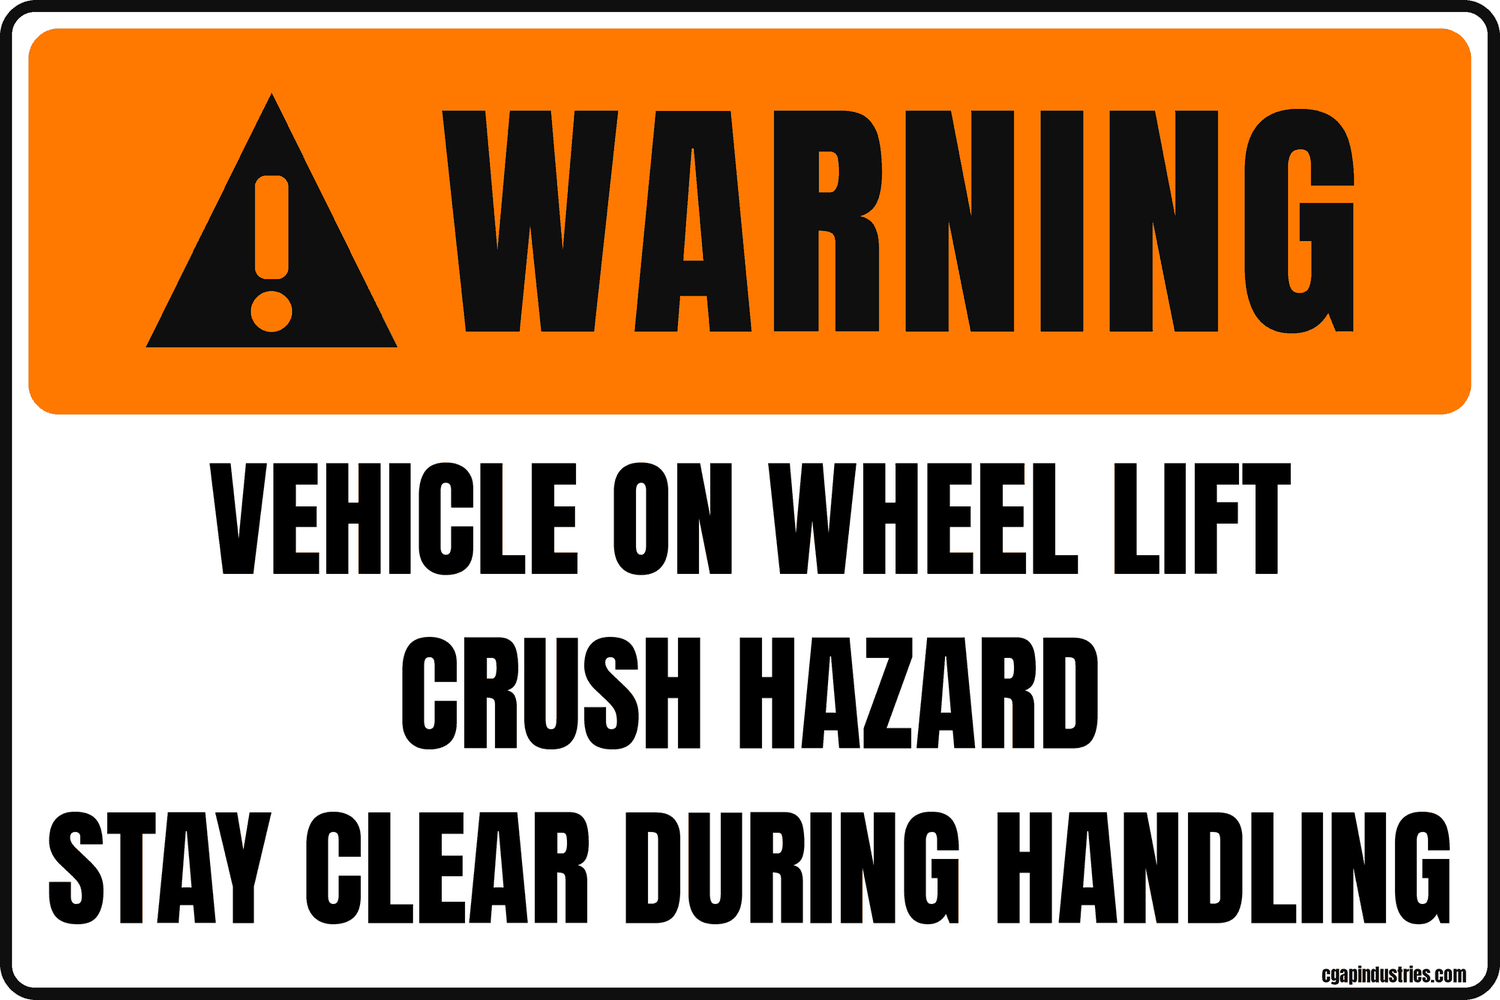 WARNING
VEHICLE ON WHEEL LIFT
CRUSH HAZARD
STAY CLEAR DURING HANDLING
cgapindustries.com